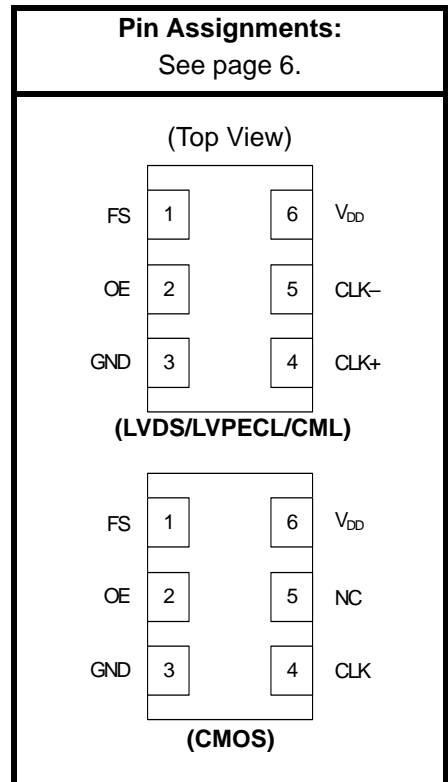 Pin Assignments:
See page 6.
(Top View)
FS 1 6 VDD
OE 2 5 CLK–
GND 3 4 CLK+
(LVDS/LVPECL/CML)
FS 1 6 VDD
OE 2 5 NC
GND 3 4 CLK
(CMOS)